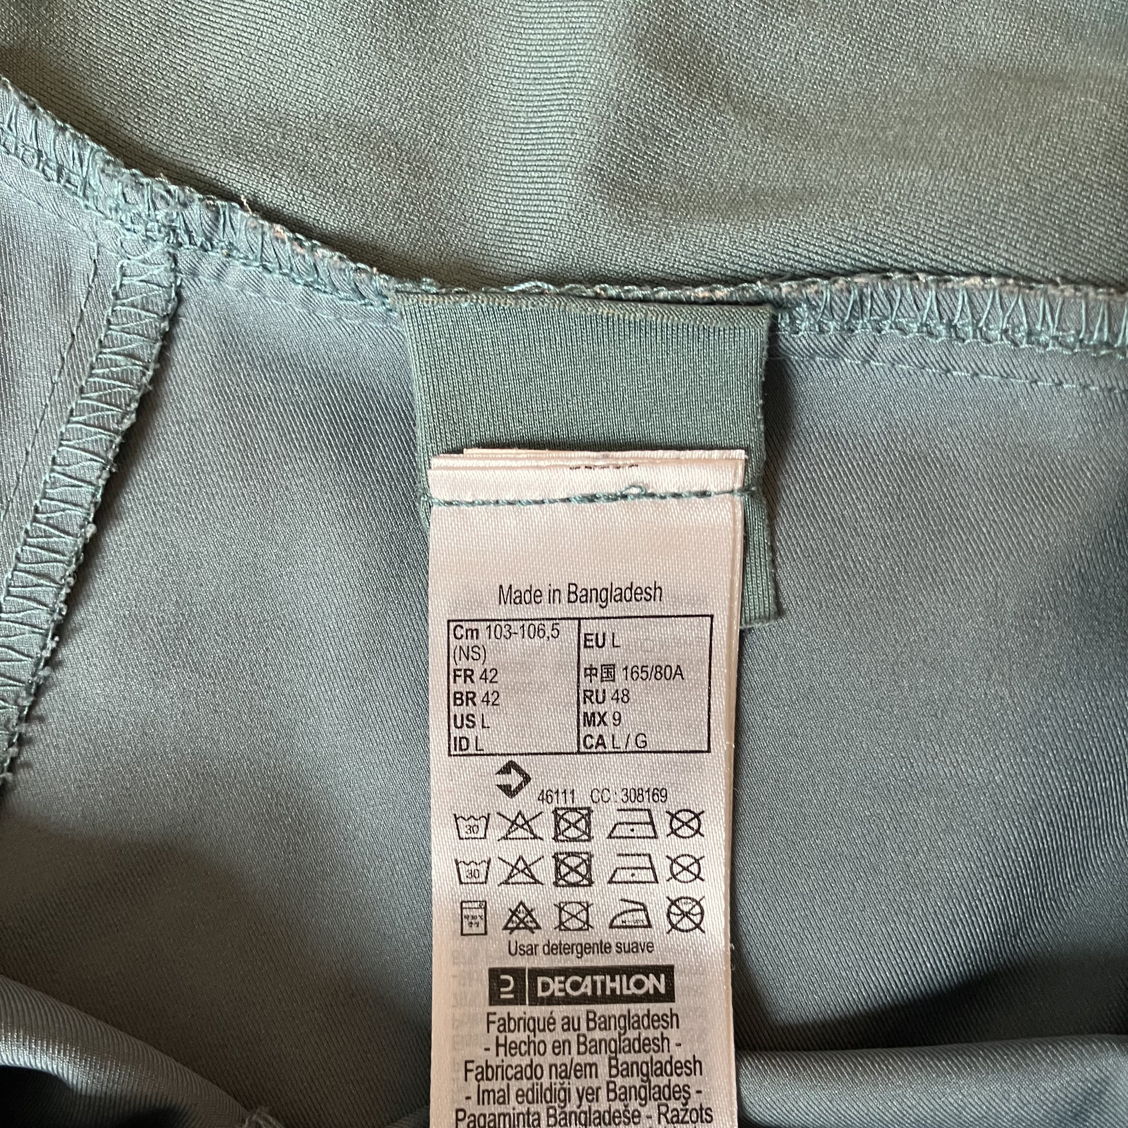 Made in Bangladesh
Cm 103-106,5
(NS)
FR 42
BR 42
US L
ID L
EU L
中国 165/80A
RU 48
MX 9
CA L / G
46111 CC : 308169
30
30
Usar detergente suave
DECATHLON
Fabriqué au Bangladesh
- Hecho en Bangladesh -
Fabricado na/em Bangladesh
- Imal edildiği yer Bangladeş -
Pagaminta Bangladeše - Ražots